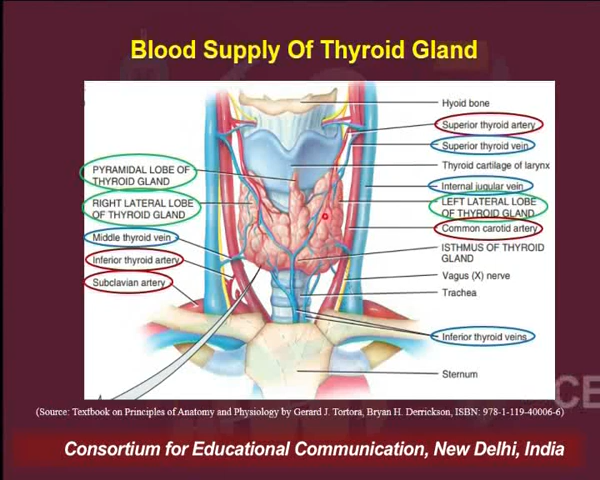 Blood Supply Of Thyroid Gland
Hyoid bone
Superior thyroid artery
Superior thyroid vein
Thyroid cartilage of larynx
Internal jugular vein
LEFT LATERAL LOBE
OF THYROID GLAND
Common carotid artery
ISTHMUS OF THYROID
GLAND
Vagus (X) nerve
Trachea
Inferior thyroid veins
Sternum
PYRAMIDAL LOBE OF
THYROID GLAND
RIGHT LATERAL LOBE
OF THYROID GLAND
Middle thyroid vein
Inferior thyroid artery
Subclavian artery
(Source: Textbook on Principles of Anatomy and Physiology by Gerard J. Tortora, Bryan H. Derrickson, ISBN: 978-1-119-40006-6)
Consortium for Educational Communication, New Delhi, India